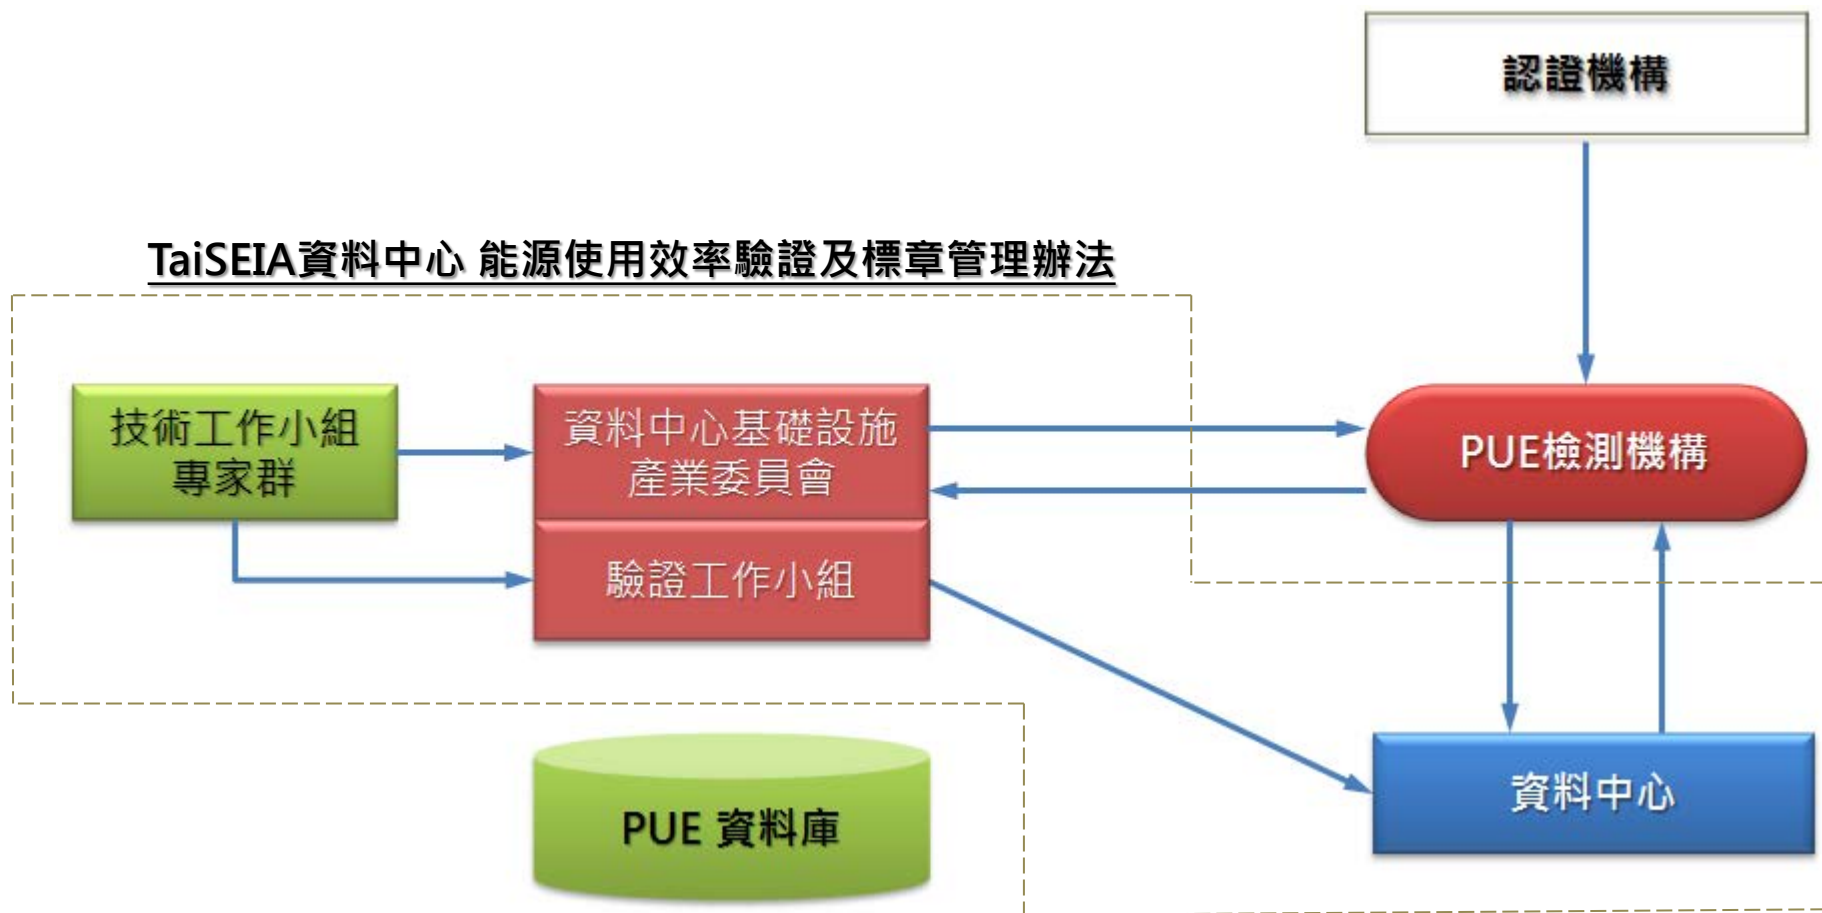 認證機構
TaiSEIA資料中心 能源使用效率驗證及標章管理辦法
技術工作小組
專家群
資料中心基礎設施
產業委員會
PUE檢測機構
驗證工作小組
資料中心
PUE 資料庫